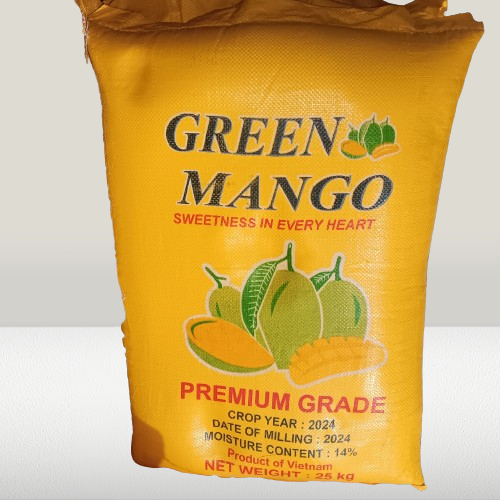 GREEN
MANGO
SWEETNESS IN EVERY HEART
PREMIUM GRADE
CROP YEAR : 2024
DATE OF MILLING : 2024
MOISTURE CONTENT : 14%
Product of Vietnam
NET WEIGHT : 25 kg